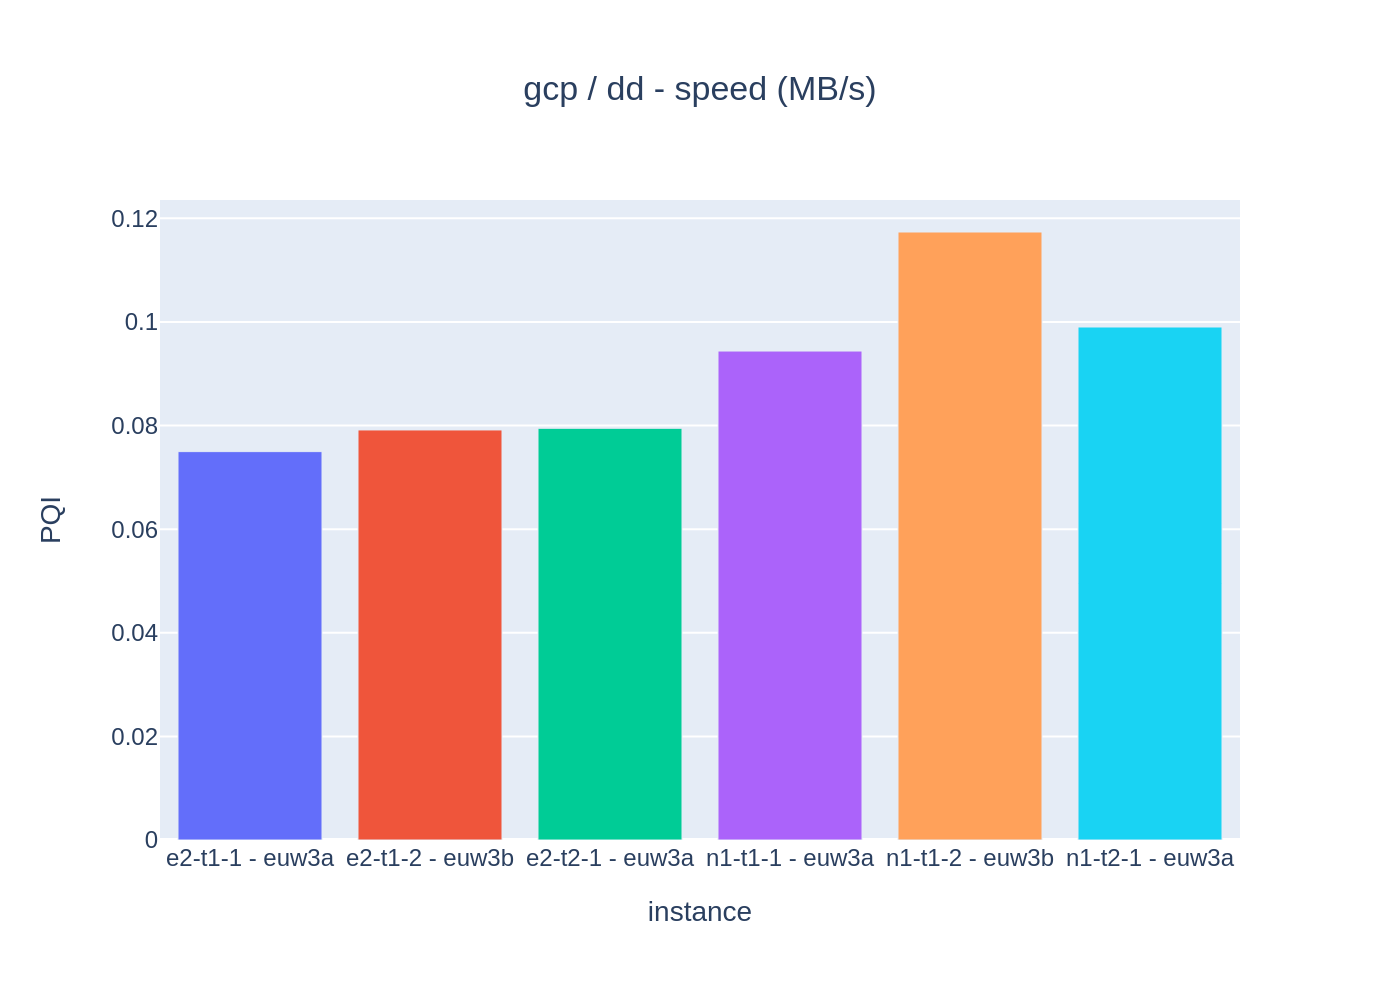 gcp / dd - speed (MB/s)
0.12
0.1
0.08
0.06
0.04
0.02
0
PQI
e2-t1-1 - euw3a e2-t1-2 - euw3b e2-t2-1 - euw3a n1-t1-1 - euw3a n1-t1-2 - euw3b n1-t2-1 - euw3a
instance